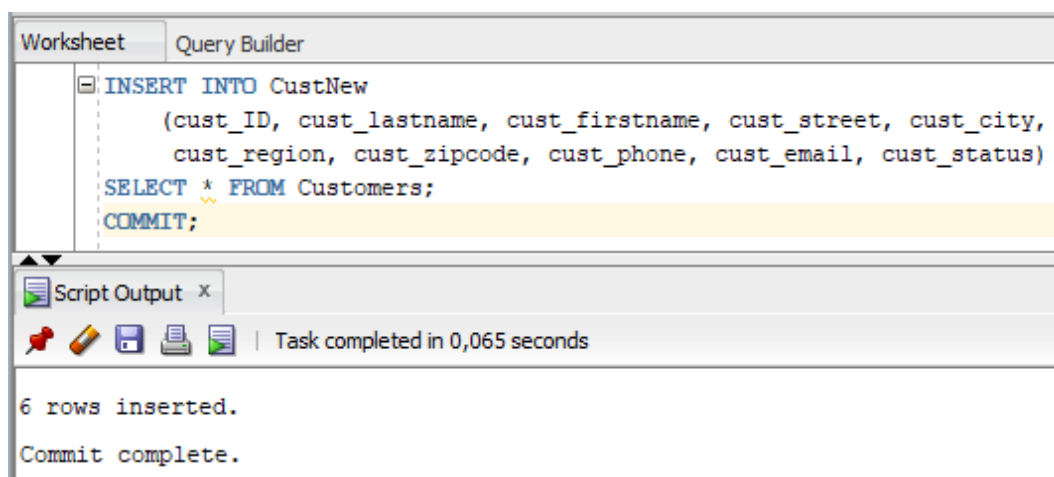 Worksheet Query Builder
INSERT INTO CustNew
(cust_ID, cust_lastname, cust_firstname, cust_street, cust_city,
cust_region, cust_zipcode, cust_phone, cust_email, cust_status)
SELECT * FROM Customers;
COMMIT;
Script Output x
Task completed in 0,065 seconds
6 rows inserted.
Commit complete.